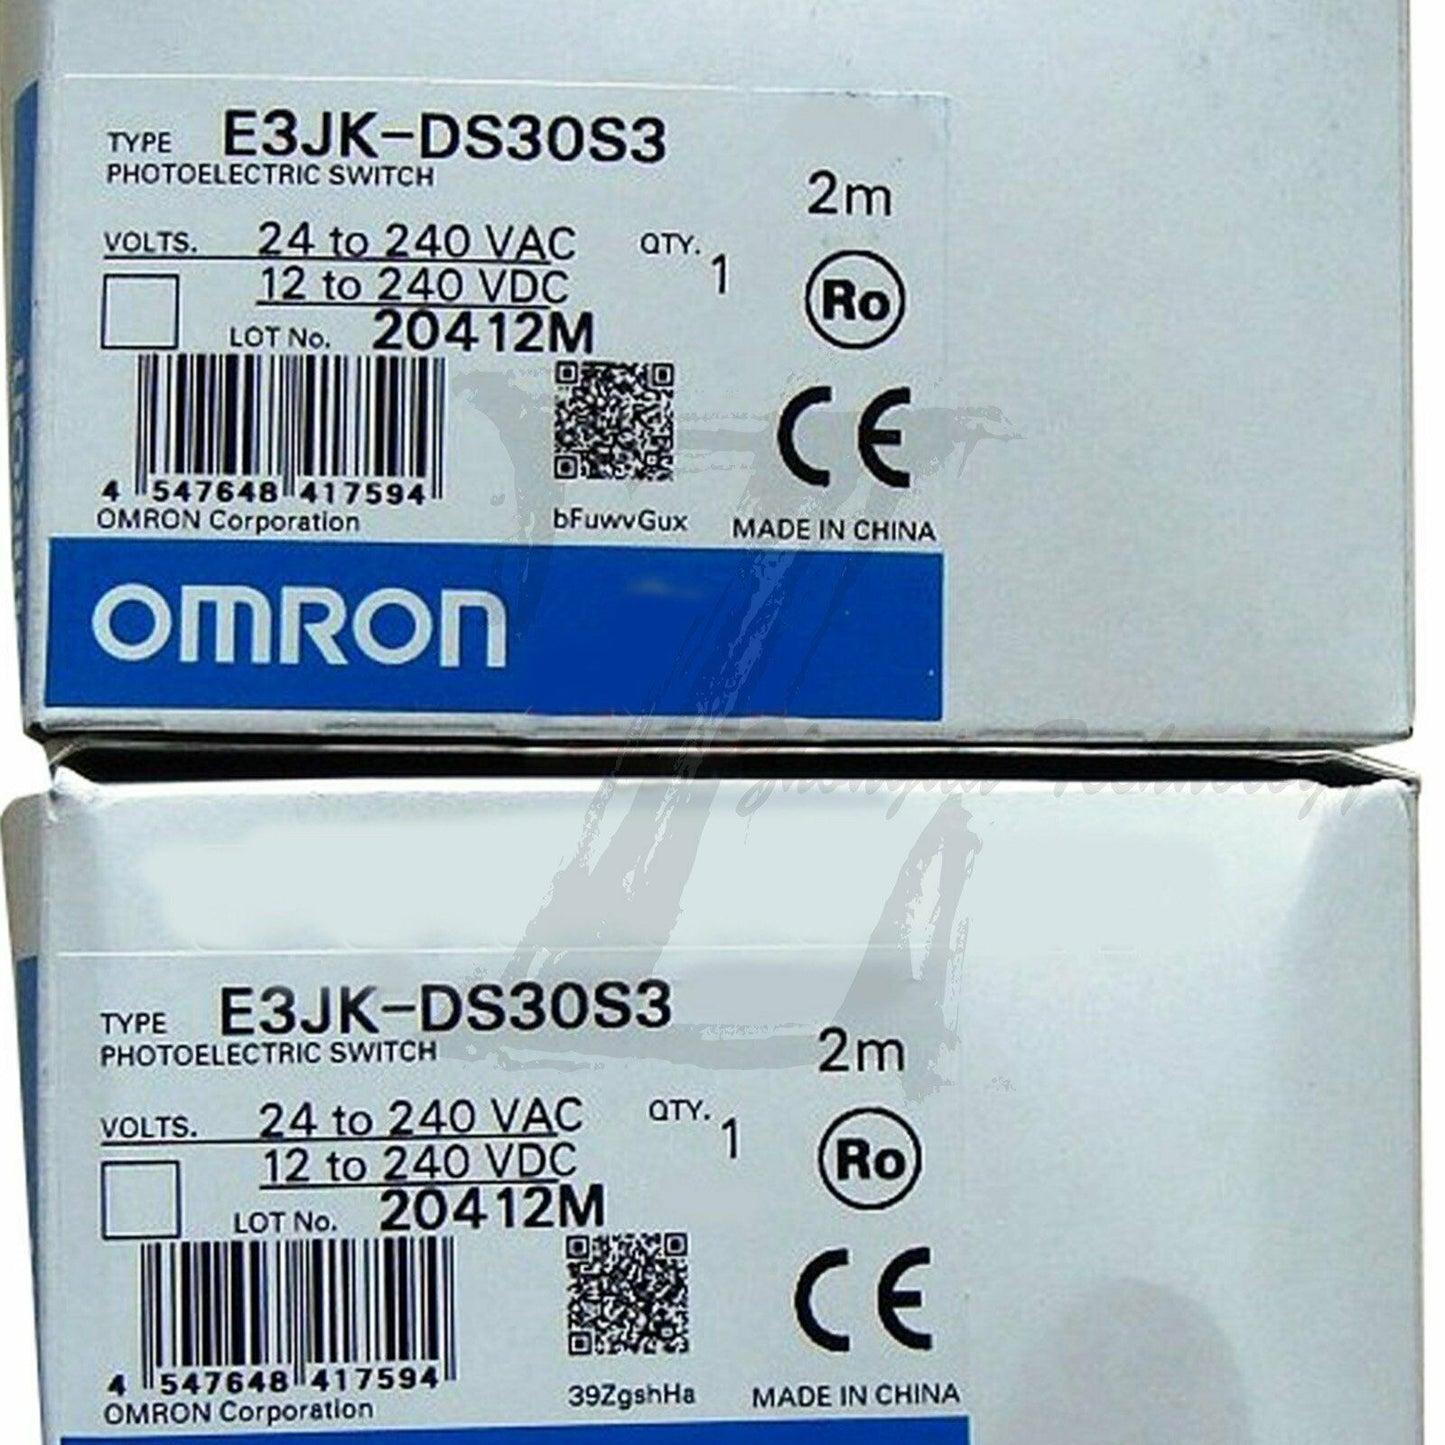 TYPE E3JK-DS30S3
PHOTOELECTRIC SWITCH
2m
VOLTS. 24 to 240 VAC QTY. 1
12 to 240 VDC
Ro
LOT No. 20412M
CE
4 547648 417594
OMRON Corporation bFuwvGux MADE IN CHINA
OMRON
Zhengxi Technology
TYPE E3JK-DS30S3
PHOTOELECTRIC SWITCH
2m
VOLTS. 24 to 240 VAC QTY. 1
12 to 240 VDC
Ro
LOT No. 20412M
CE
4 547648 417594
OMRON Corporation 39ZgshHa MADE IN CHINA